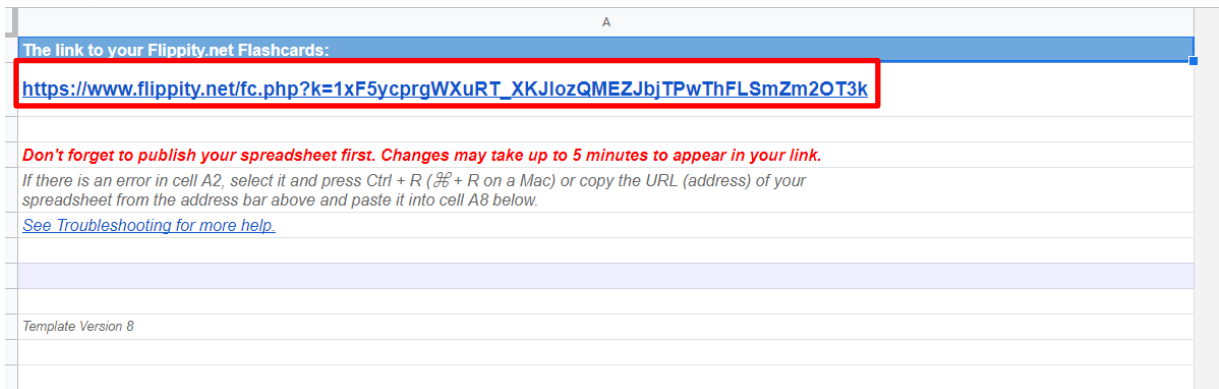 A
The link to your Flippity.net Flashcards:
https://www.flippity.net/fc.php?k=1xF5ycprgWXuRT_XKJlozQMEZJbjTPwThFLSmZm2OT3k
Don't forget to publish your spreadsheet first. Changes may take up to 5 minutes to appear in your link.
If there is an error in cell A2, select it and press Ctrl + R (⌘ + R on a Mac) or copy the URL (address) of your
spreadsheet from the address bar above and paste it into cell A8 below.
See Troubleshooting for more help.
Template Version 8